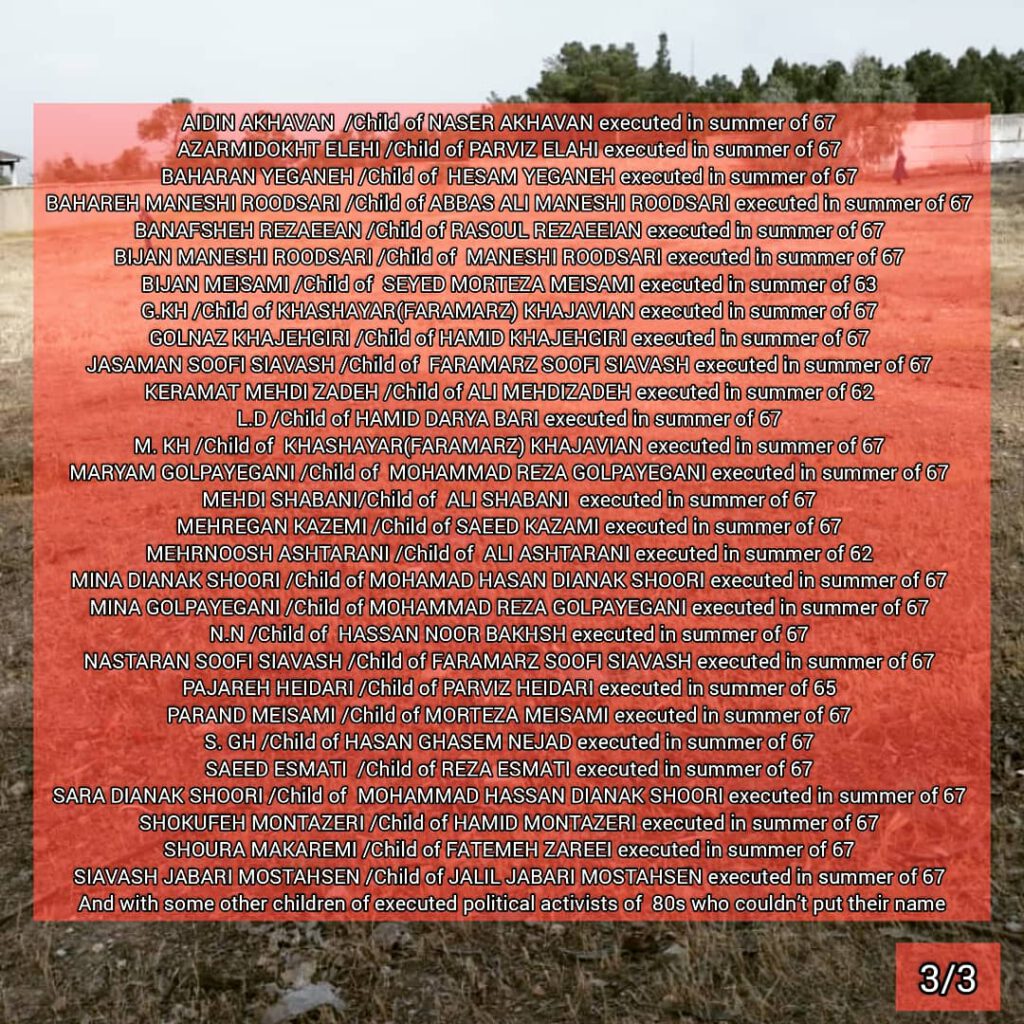 AIDIN AKHAVAN /Child of NASER AKHAVAN executed in summer of 67
AZARMIDOKHT ELEHI /Child of PARVIZ ELAHI executed in summer of 67
BAHARAN YEGANEH /Child of HESAM YEGANEH executed in summer of 67
BAHAREH MANESHI ROODSARI /Child of ABBAS ALI MANESHI ROODSARI executed in summer of 67
BANAFSHEH REZAEEAN /Child of RASOUL REZAEEIAN executed in summer of 67
BIJAN MANESHI ROODSARI /Child of MANESHI ROODSARI executed in summer of 67
BIJAN MEISAMI /Child of SEYED MORTEZA MEISAMI executed in summer of 63
G.KH /Child of KHASHAYAR(FARAMARZ) KHAJAVIAN executed in summer of 67
GOLNAZ KHAJEHGIRI /Child of HAMID KHAJEHGIRI executed in summer of 67
JASAMAN SOOFI SIAVASH /Child of FARAMARZ SOOFI SIAVASH executed in summer of 67
KERAMAT MEHDI ZADEH /Child of ALI MEHDIZADEH executed in summer of 62
L.D /Child of HAMID DARYA BARI executed in summer of 67
M. KH /Child of KHASHAYAR(FARAMARZ) KHAJAVIAN executed in summer of 67
MARYAM GOLPAYEGANI /Child of MOHAMMAD REZA GOLPAYEGANI executed in summer of 67
MEHDI SHABANI/Child of ALI SHABANI executed in summer of 67
MEHREGAN KAZEMI /Child of SAEED KAZAMI executed in summer of 67
MEHRNOOSH ASHTARANI /Child of ALI ASHTARANI executed in summer of 62
MINA DIANAK SHOORI /Child of MOHAMAD HASAN DIANAK SHOORI executed in summer of 67
MINA GOLPAYEGANI /Child of MOHAMMAD REZA GOLPAYEGANI executed in summer of 67
N.N /Child of HASSAN NOOR BAKHSH executed in summer of 67
NASTARAN SOOFI SIAVASH /Child of FARAMARZ SOOFI SIAVASH executed in summer of 67
PAJAREH HEIDARI /Child of PARVIZ HEIDARI executed in summer of 65
PARAND MEISAMI /Child of MORTEZA MEISAMI executed in summer of 67
S. GH /Child of HASAN GHASEM NEJAD executed in summer of 67
SAEED ESMATI /Child of REZA ESMATI executed in summer of 67
SARA DIANAK SHOORI /Child of MOHAMMAD HASSAN DIANAK SHOORI executed in summer of 67
SHOKUFEH MONTAZERI /Child of HAMID MONTAZERI executed in summer of 67
SHOURA MAKAREMI /Child of FATEMEH ZAREEI executed in summer of 67
SIAVASH JABARI MOSTAHSEN /Child of JALIL JABARI MOSTAHSEN executed in summer of 67
And with some other children of executed political activists of 80s who couldn't put their name
3/3